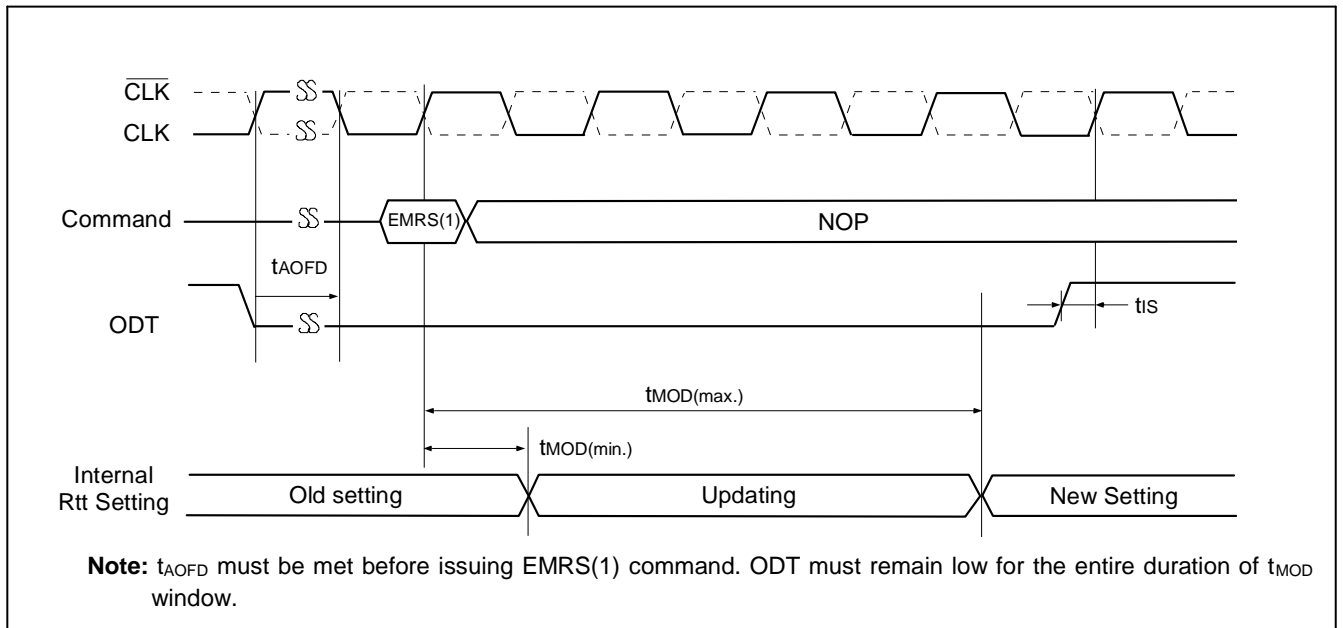 CLK
CLK
Command
EMRS(1)
NOP
tAOFD
ODT
tIS
tMOD(max.)
tMOD(min.)
Internal
Rtt Setting
Old setting
Updating
New Setting
Note: tAOFD must be met before issuing EMRS(1) command. ODT must remain low for the entire duration of tMOD
window.